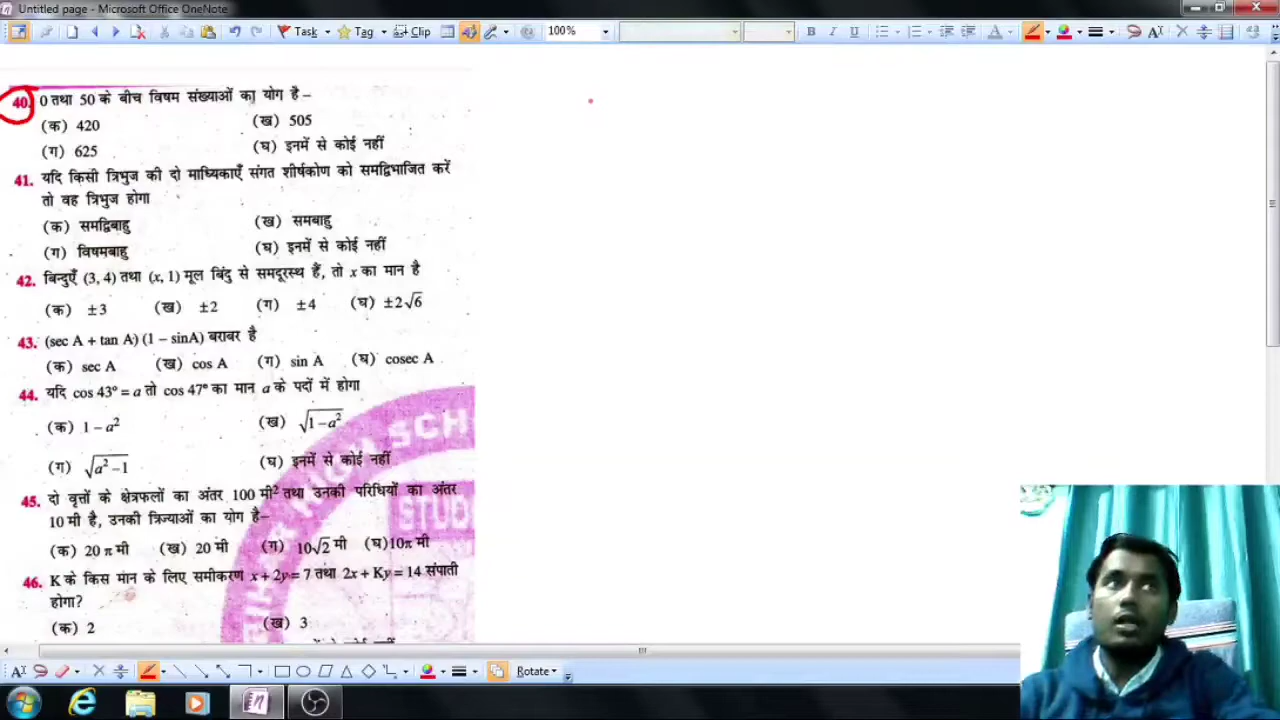 Untitled page - Microsoft Office OneNote
Task Tag Clip 100% B I U A
40. 0 तथा 50 के बीच विषम संख्याओं का योग है –
(क) 420 (ख) 505
(ग) 625 (घ) इनमें से कोई नहीं
41. यदि किसी त्रिभुज की दो माध्यिकाएँ संगत शीर्षकोण को समद्विभाजित करें
तो वह त्रिभुज होगा
(क) समद्विबाहु (ख) समबाहु
(ग) विषमबाहु (घ) इनमें से कोई नहीं
42. बिन्दुएँ (3, 4) तथा (x, 1) मूल बिंदु से समदूरस्थ हैं, तो x का मान है
(क) ±3 (ख) ±2 (ग) ±4 (घ) ±2√6
43. (sec A + tan A) (1 – sinA) बराबर है
(क) sec A (ख) cos A (ग) sin A (घ) cosec A
44. यदि cos 43° = a तो cos 47° का मान a के पदों में होगा
(क) 1 – a² (ख) √1–a²
(ग) √a²–1 (घ) इनमें से कोई नहीं
45. दो वृत्तों के क्षेत्रफलों का अंतर 100 मी² तथा उनकी परिधियों का अंतर
10 मी है, उनकी त्रिज्याओं का योग है–
(क) 20 π मी (ख) 20 मी (ग) 10√2 मी (घ)10π मी
46. K के किस मान के लिए समीकरण x + 2y = 7 तथा 2x + Ky = 14 संपाती
होगा?
(क) 2 (ख) 3
HIGH SCH
STUD
Rotate